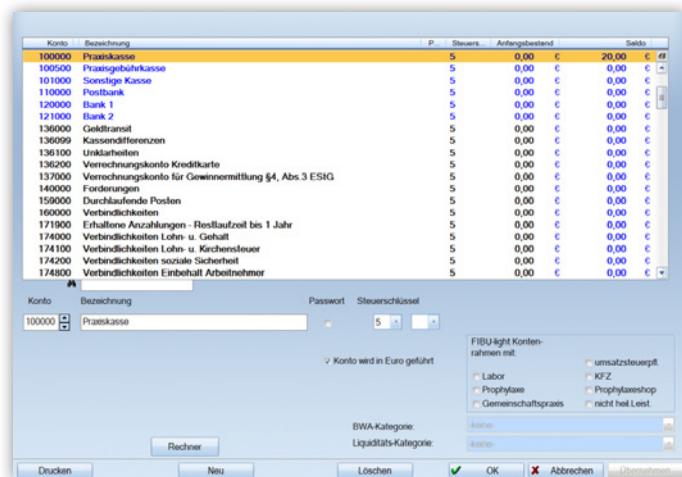 Konto Bezeichnung P... Steuers... Anfangsbestand Saldo
100000 Praxiskasse 5 0,00 € 20,00 €
100500 Praxisgebührkasse 5 0,00 € 0,00 €
101000 Sonstige Kasse 5 0,00 € 0,00 €
110000 Postbank 5 0,00 € 0,00 €
120000 Bank 1 5 0,00 € 0,00 €
121000 Bank 2 5 0,00 € 0,00 €
136000 Geldtransit 5 0,00 € 0,00 €
136099 Kassendifferenzen 5 0,00 € 0,00 €
136100 Unklarheiten 5 0,00 € 0,00 €
136200 Verrechnungskonto Kreditkarte 5 0,00 € 0,00 €
137000 Verrechnungskonto für Gewinnermittlung §4, Abs.3 EStG 5 0,00 € 0,00 €
140000 Forderungen 5 0,00 € 0,00 €
159000 Durchlaufende Posten 5 0,00 € 0,00 €
160000 Verbindlichkeiten 5 0,00 € 0,00 €
171900 Erhaltene Anzahlungen - Restlaufzeit bis 1 Jahr 5 0,00 € 0,00 €
174000 Verbindlichkeiten Lohn- u. Gehalt 5 0,00 € 0,00 €
174100 Verbindlichkeiten Lohn- u. Kirchensteuer 5 0,00 € 0,00 €
174200 Verbindlichkeiten soziale Sicherheit 5 0,00 € 0,00 €
174800 Verbindlichkeiten Einbehalt Arbeitnehmer 5 0,00 € 0,00 €
Konto Bezeichnung Passwort Steuerschlüssel
100000 Praxiskasse 5
Konto wird in Euro geführt
FIBU-light Konten-
rahmen mit:
umsatzsteuerpfl.
Labor KFZ
Prophylaxe Prophylaxeshop
Gemeinschaftspraxis nicht heil.Leist.
BWA-Kategorie: -keine-
Liquiditäts-Kategorie: -keine-
Rechner
Drucken Neu Löschen OK Abbrechen Übernehmen